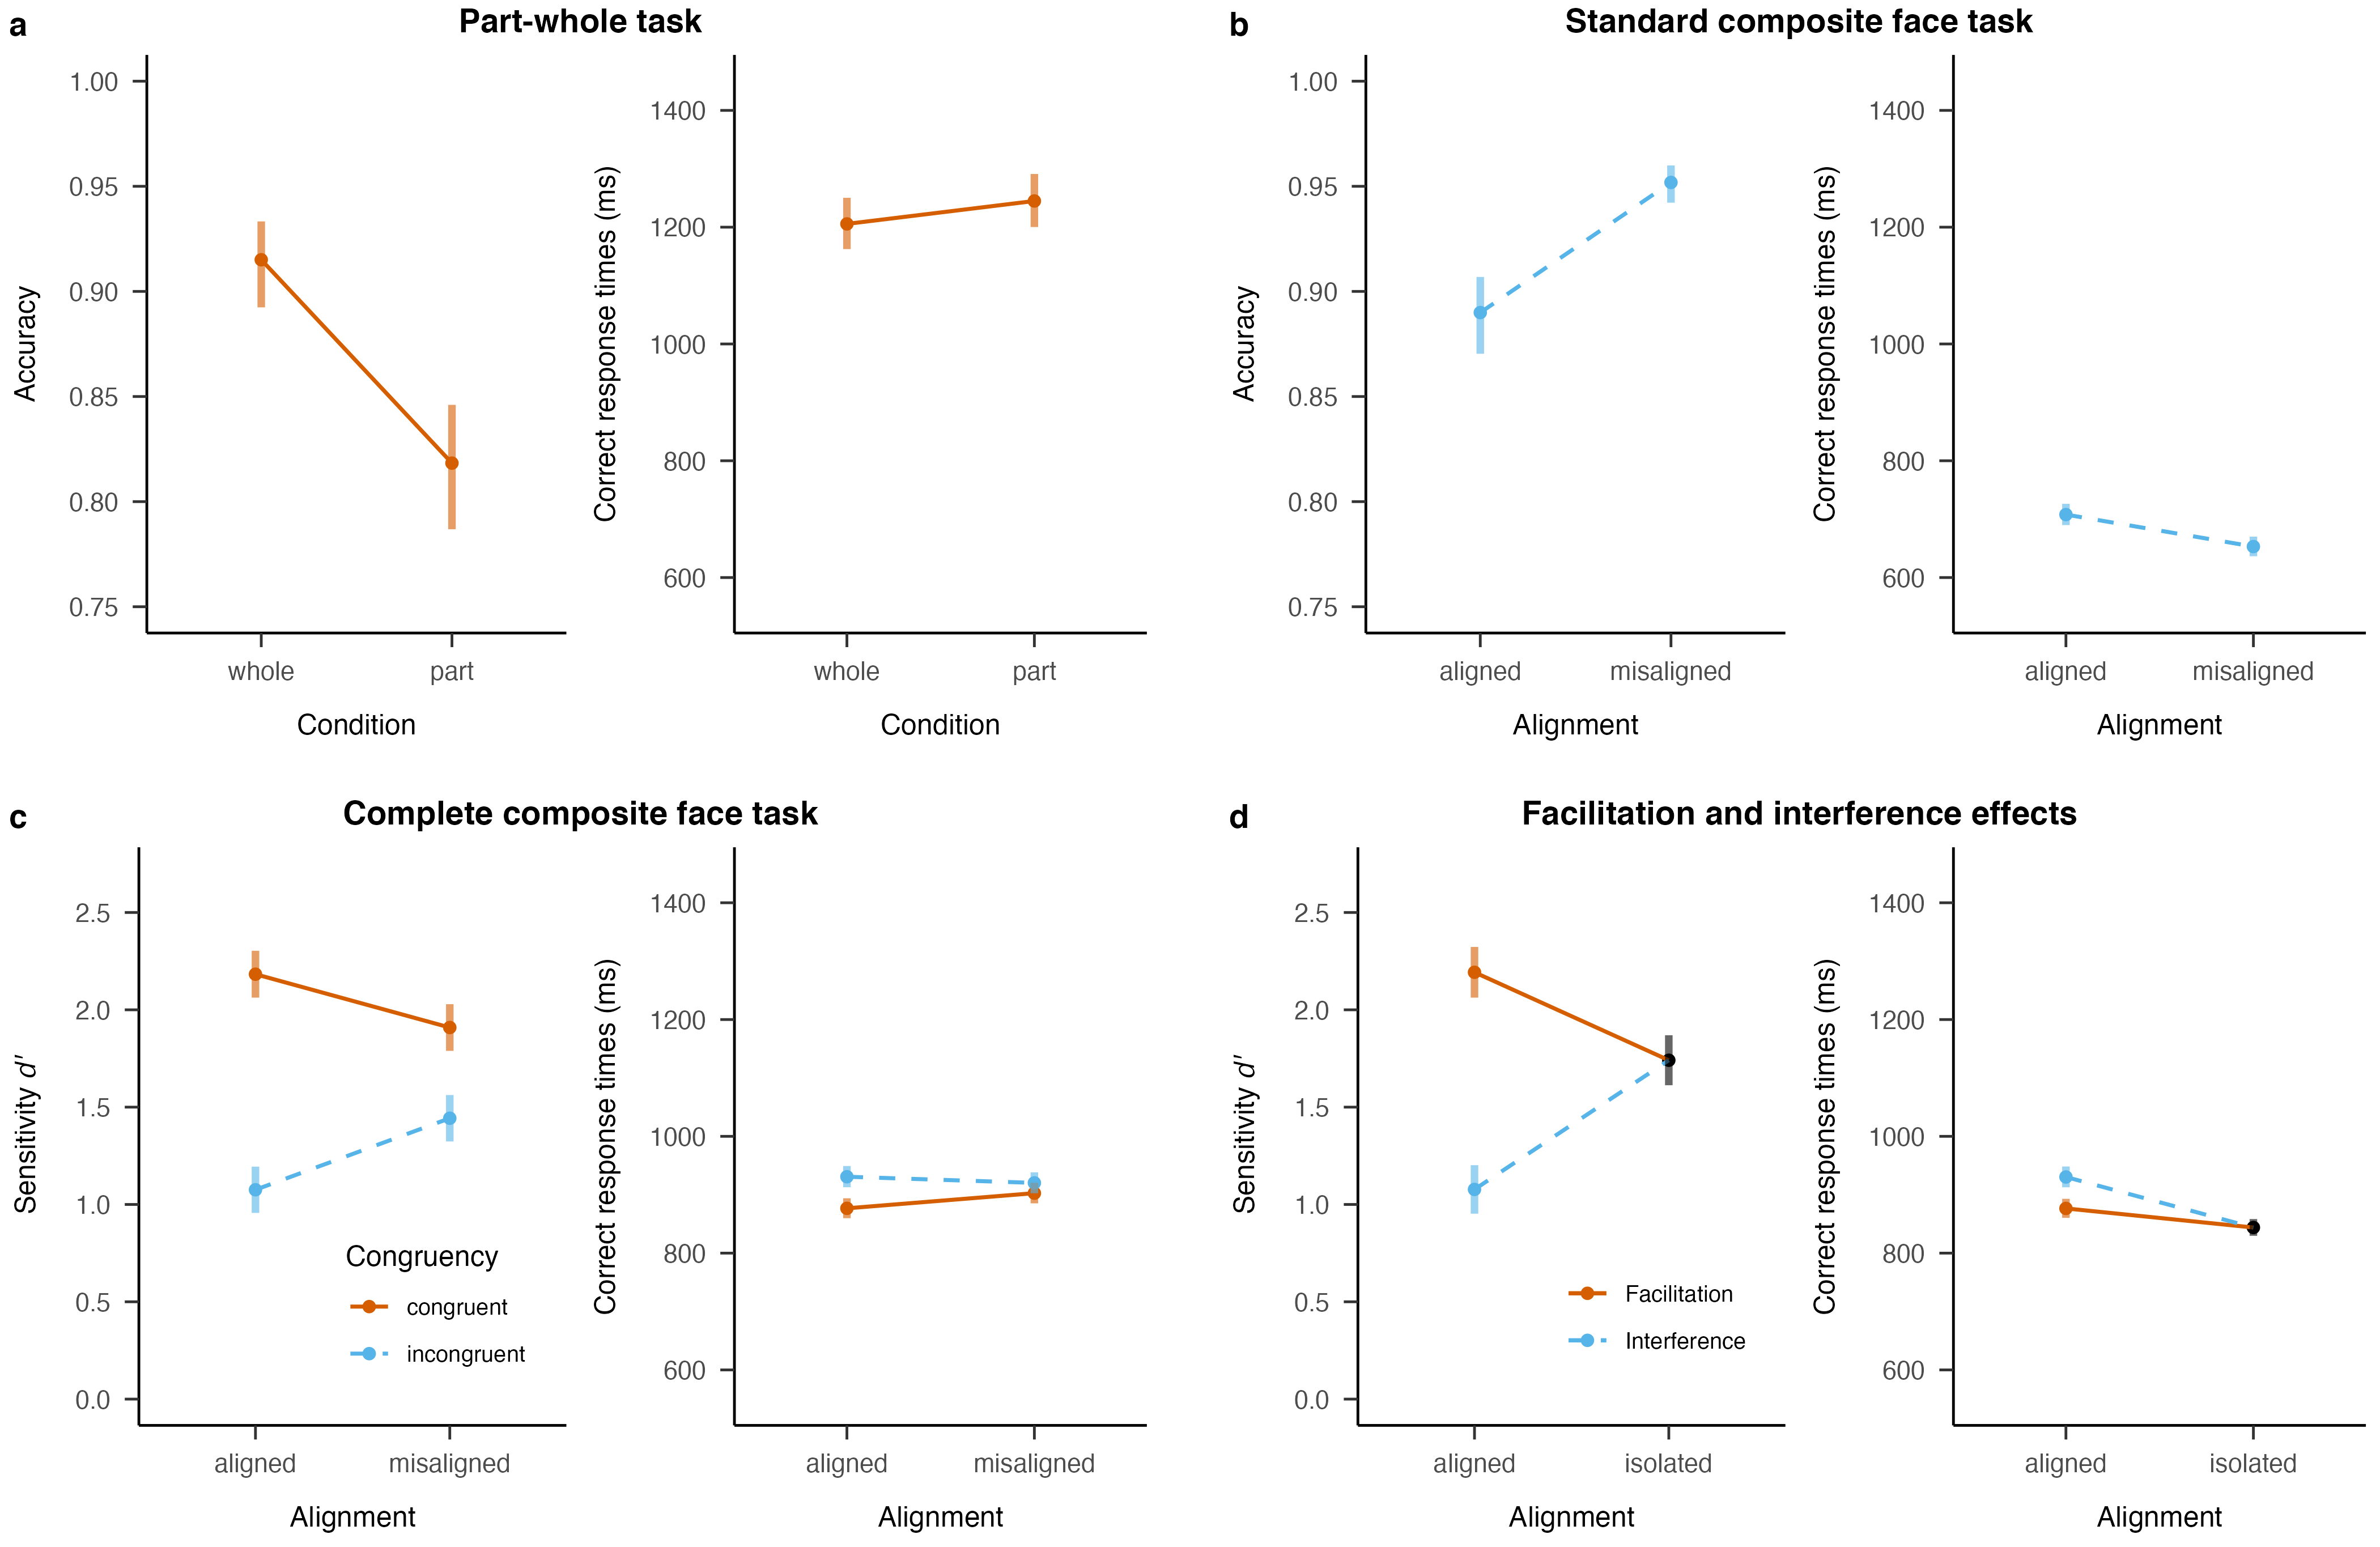 a
Part-whole task
Accuracy
1.00
0.95
0.90
0.85
0.80
0.75
whole
part
Condition
Correct response times (ms)
1400
1200
1000
800
600
whole
part
Condition
b
Standard composite face task
Accuracy
1.00
0.95
0.90
0.85
0.80
0.75
aligned
misaligned
Alignment
Correct response times (ms)
1400
1200
1000
800
600
aligned
misaligned
Alignment
c
Complete composite face task
Sensitivity d'
2.5
2.0
1.5
1.0
0.5
0.0
Congruency
congruent
incongruent
aligned
misaligned
Alignment
Correct response times (ms)
1400
1200
1000
800
600
aligned
misaligned
Alignment
d
Facilitation and interference effects
Sensitivity d'
2.5
2.0
1.5
1.0
0.5
0.0
Facilitation
Interference
aligned
isolated
Alignment
Correct response times (ms)
1400
1200
1000
800
600
aligned
isolated
Alignment